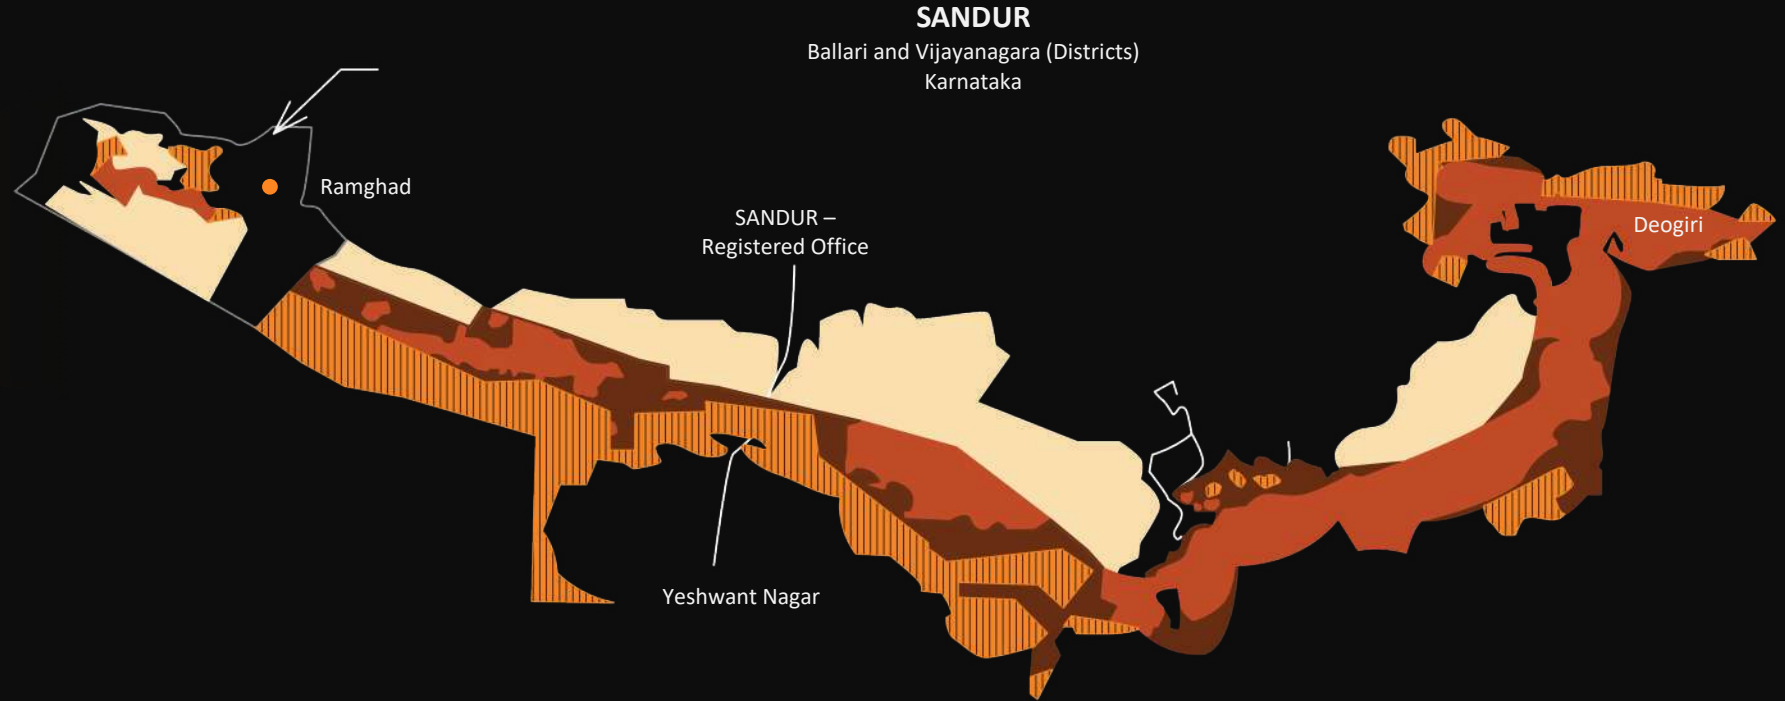 SANDUR
Ballari and Vijayanagara (Districts)
Karnataka
Ramghad
SANDUR –
Registered Office
Deogiri
Yeshwant Nagar